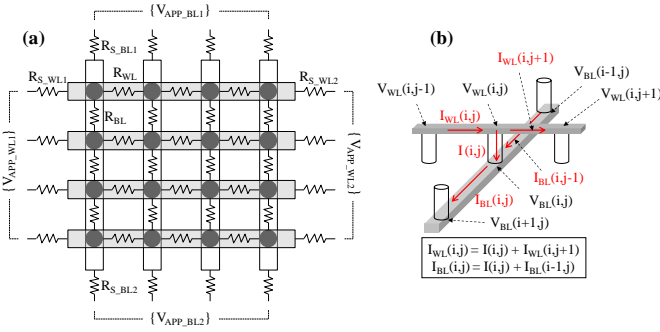 {V_APP_BL1}
(a)
R_S_BL1
R_S_WL1
R_WL
R_S_WL2
R_BL
{V_APP_WL1}
{V_APP_WL2}
R_S_BL2
{V_APP_BL2}
(b)
I_WL(i,j+1)
V_BL(i-1,j)
V_WL(i,j-1)
V_WL(i,j)
V_WL(i,j+1)
I_WL(i,j)
I(i,j)
I_BL(i,j-1)
I_BL(i,j)
V_BL(i,j)
V_BL(i+1,j)
I_WL(i,j) = I(i,j) + I_WL(i,j+1)
I_BL(i,j) = I(i,j) + I_BL(i-1,j)